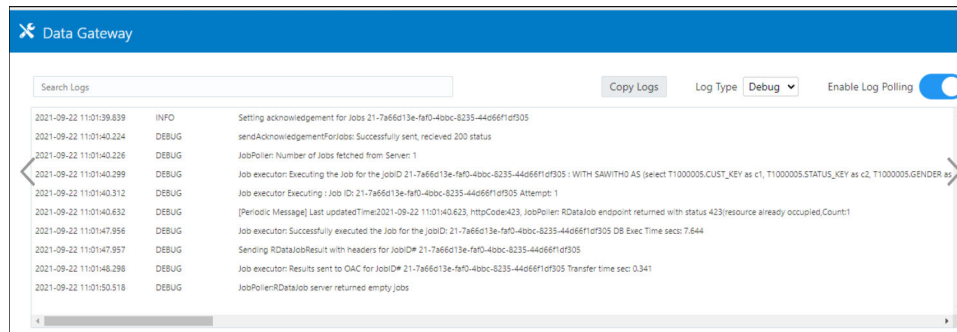 Data Gateway
Search Logs
Copy Logs
Log Type
Debug
Enable Log Polling
2021-09-22 11:01:39.839 INFO Setting acknowledgement for Jobs 21-7a66d13e-faf0-4bbc-8235-44d66f1df305
2021-09-22 11:01:40.224 DEBUG sendAcknowledgementForJobs: Successfully sent, recieved 200 status
2021-09-22 11:01:40.226 DEBUG JobPoller: Number of Jobs fetched from Server: 1
2021-09-22 11:01:40.299 DEBUG Job executor: Executing the Job for the jobID 21-7a66d13e-faf0-4bbc-8235-44d66f1df305 : WITH SAWITH0 AS (select T1000005.CUST_KEY as c1, T1000005.STATUS_KEY as c2, T1000005.GENDER as
2021-09-22 11:01:40.312 DEBUG Job executor Executing : Job ID: 21-7a66d13e-faf0-4bbc-8235-44d66f1df305 Attempt: 1
2021-09-22 11:01:40.632 DEBUG [Periodic Message] Last updatedTime:2021-09-22 11:01:40.623, httpCode:423, JobPoller: RDataJob endpoint returned with status 423(resource already occupied,Count:1
2021-09-22 11:01:47.956 DEBUG Job executor: Successfully executed the Job for the jobID: 21-7a66d13e-faf0-4bbc-8235-44d66f1df305 DB Exec Time secs: 7.644
2021-09-22 11:01:47.957 DEBUG Sending RDataJobResult with headers for JobID# 21-7a66d13e-faf0-4bbc-8235-44d66f1df305
2021-09-22 11:01:48.298 DEBUG Job executor: Results sent to OAC for JobID# 21-7a66d13e-faf0-4bbc-8235-44d66f1df305 Transfer time sec: 0.341
2021-09-22 11:01:50.518 DEBUG JobPoller:RDataJob server returned empty jobs